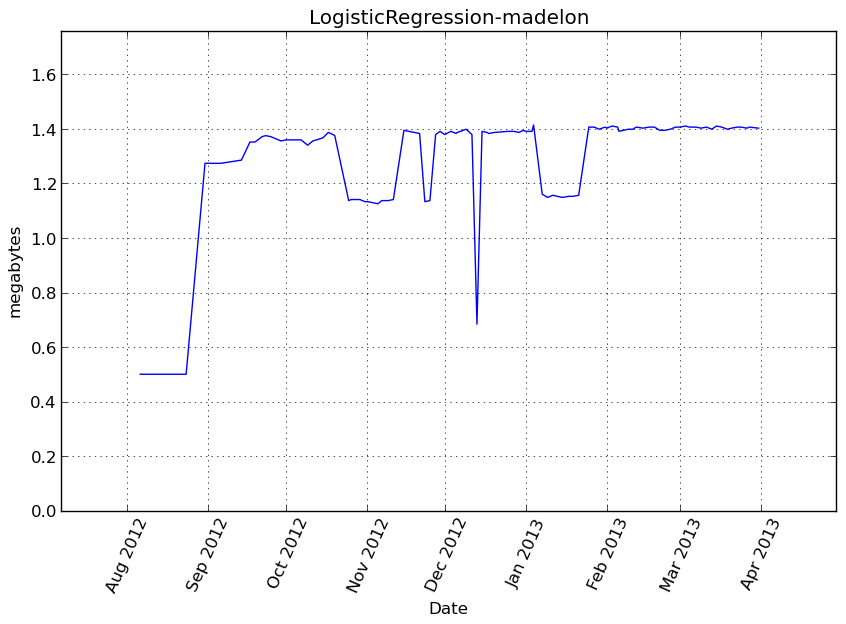 LogisticRegression-madelon
1.6
1.4
1.2
1.0
0.8
0.6
0.4
0.2
0.0
megabytes
Aug 2012
Sep 2012
Oct 2012
Nov 2012
Dec 2012
Jan 2013
Feb 2013
Mar 2013
Apr 2013
Date